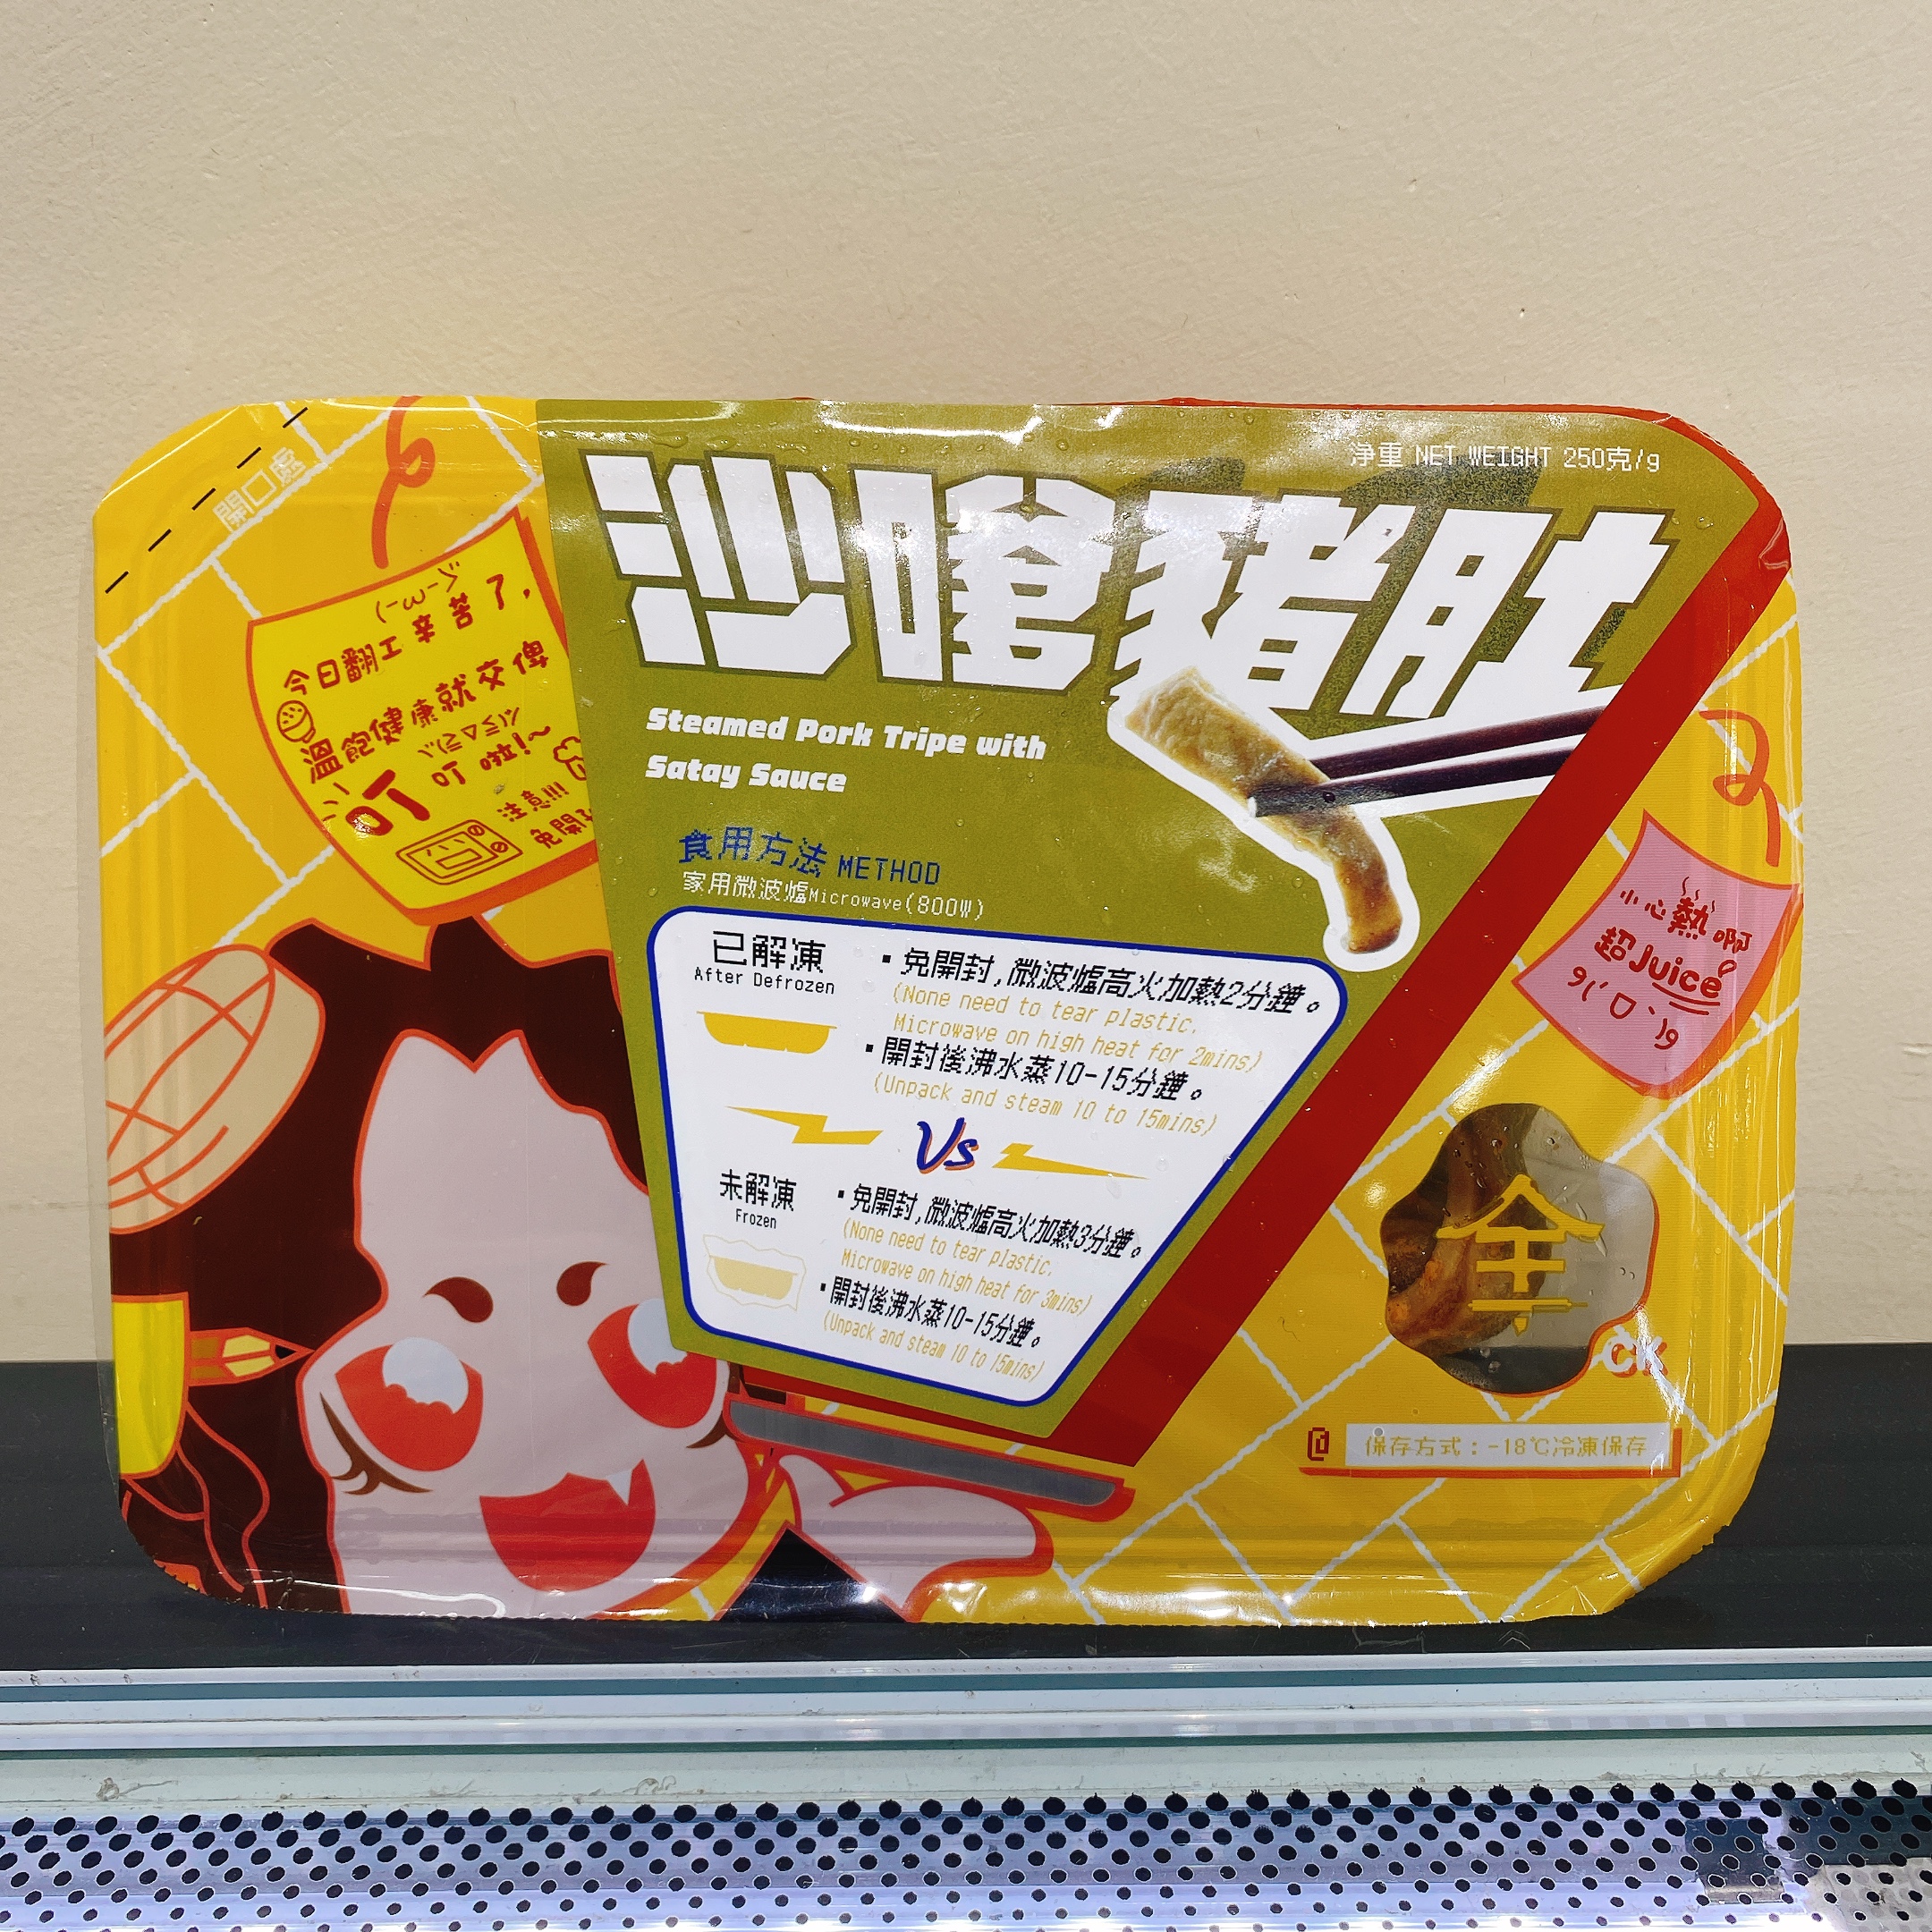 開口處
淨重 NET WEIGHT 250克/g
沙嗆豬肚
Steamed Pork Tripe with
Satay Sauce
今日翻工辛苦了,
溫飽健康就交俾
叮叮啦!~
注意!!!
免開
食用方法 METHOD
家用微波爐Microwave(800W)
已解凍
After Defrozen
▪ 免開封,微波爐高火加熱2分鐘。
(None need to tear plastic.
Microwave on high heat for 2mins)
▪ 開封後沸水蒸10-15分鐘。
(Unpack and steam 10 to 15mins)
Vs
未解凍
Frozen
▪ 免開封,微波爐高火加熱3分鐘。
(None need to tear plastic.
Microwave on high heat for 3mins)
▪ 開封後沸水蒸10-15分鐘。
(Unpack and steam 10 to 15mins)
小心熱啊
超Juice
CK
保存方式:-18℃冷凍保存